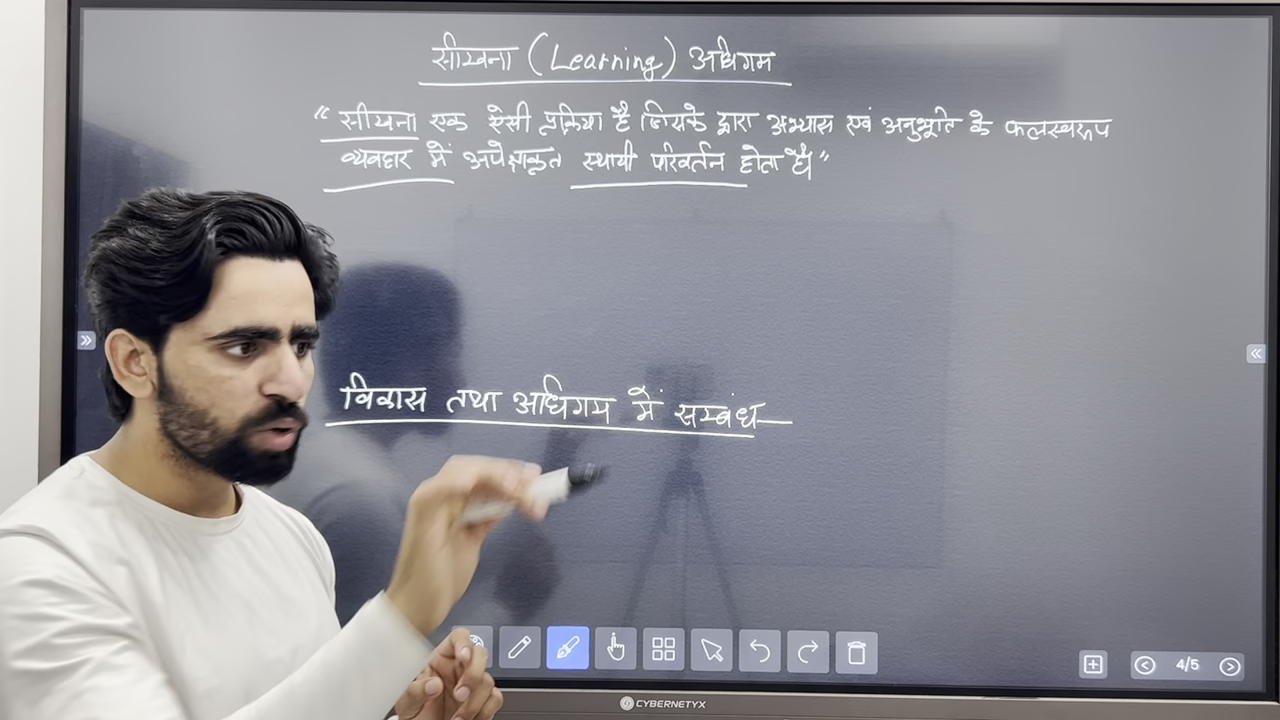 सीखना (Learning) अधिगम
“ सीखना एक ऐसी प्रक्रिया है जिसके द्वारा अभ्यास एवं अनुभूति के फलस्वरूप
व्यवहार में अपेक्षाकृत स्थायी परिवर्तन होता है।”
विकास तथा अधिगम में सम्बंध—
4/5
CYBERNETYX